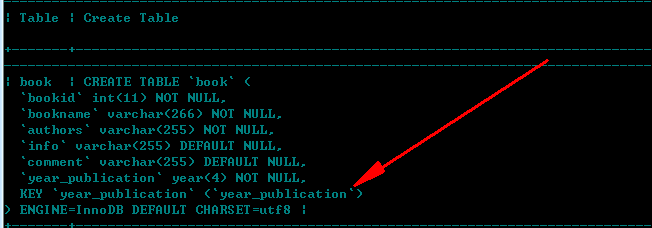 | Table | Create Table
| book  | CREATE TABLE `book` (
  `bookid` int(11) NOT NULL,
  `bookname` varchar(266) NOT NULL,
  `authors` varchar(255) NOT NULL,
  `info` varchar(255) DEFAULT NULL,
  `comment` varchar(255) DEFAULT NULL,
  `year_publication` year(4) NOT NULL,
  KEY `year_publication` (`year_publication`)
) ENGINE=InnoDB DEFAULT CHARSET=utf8 |